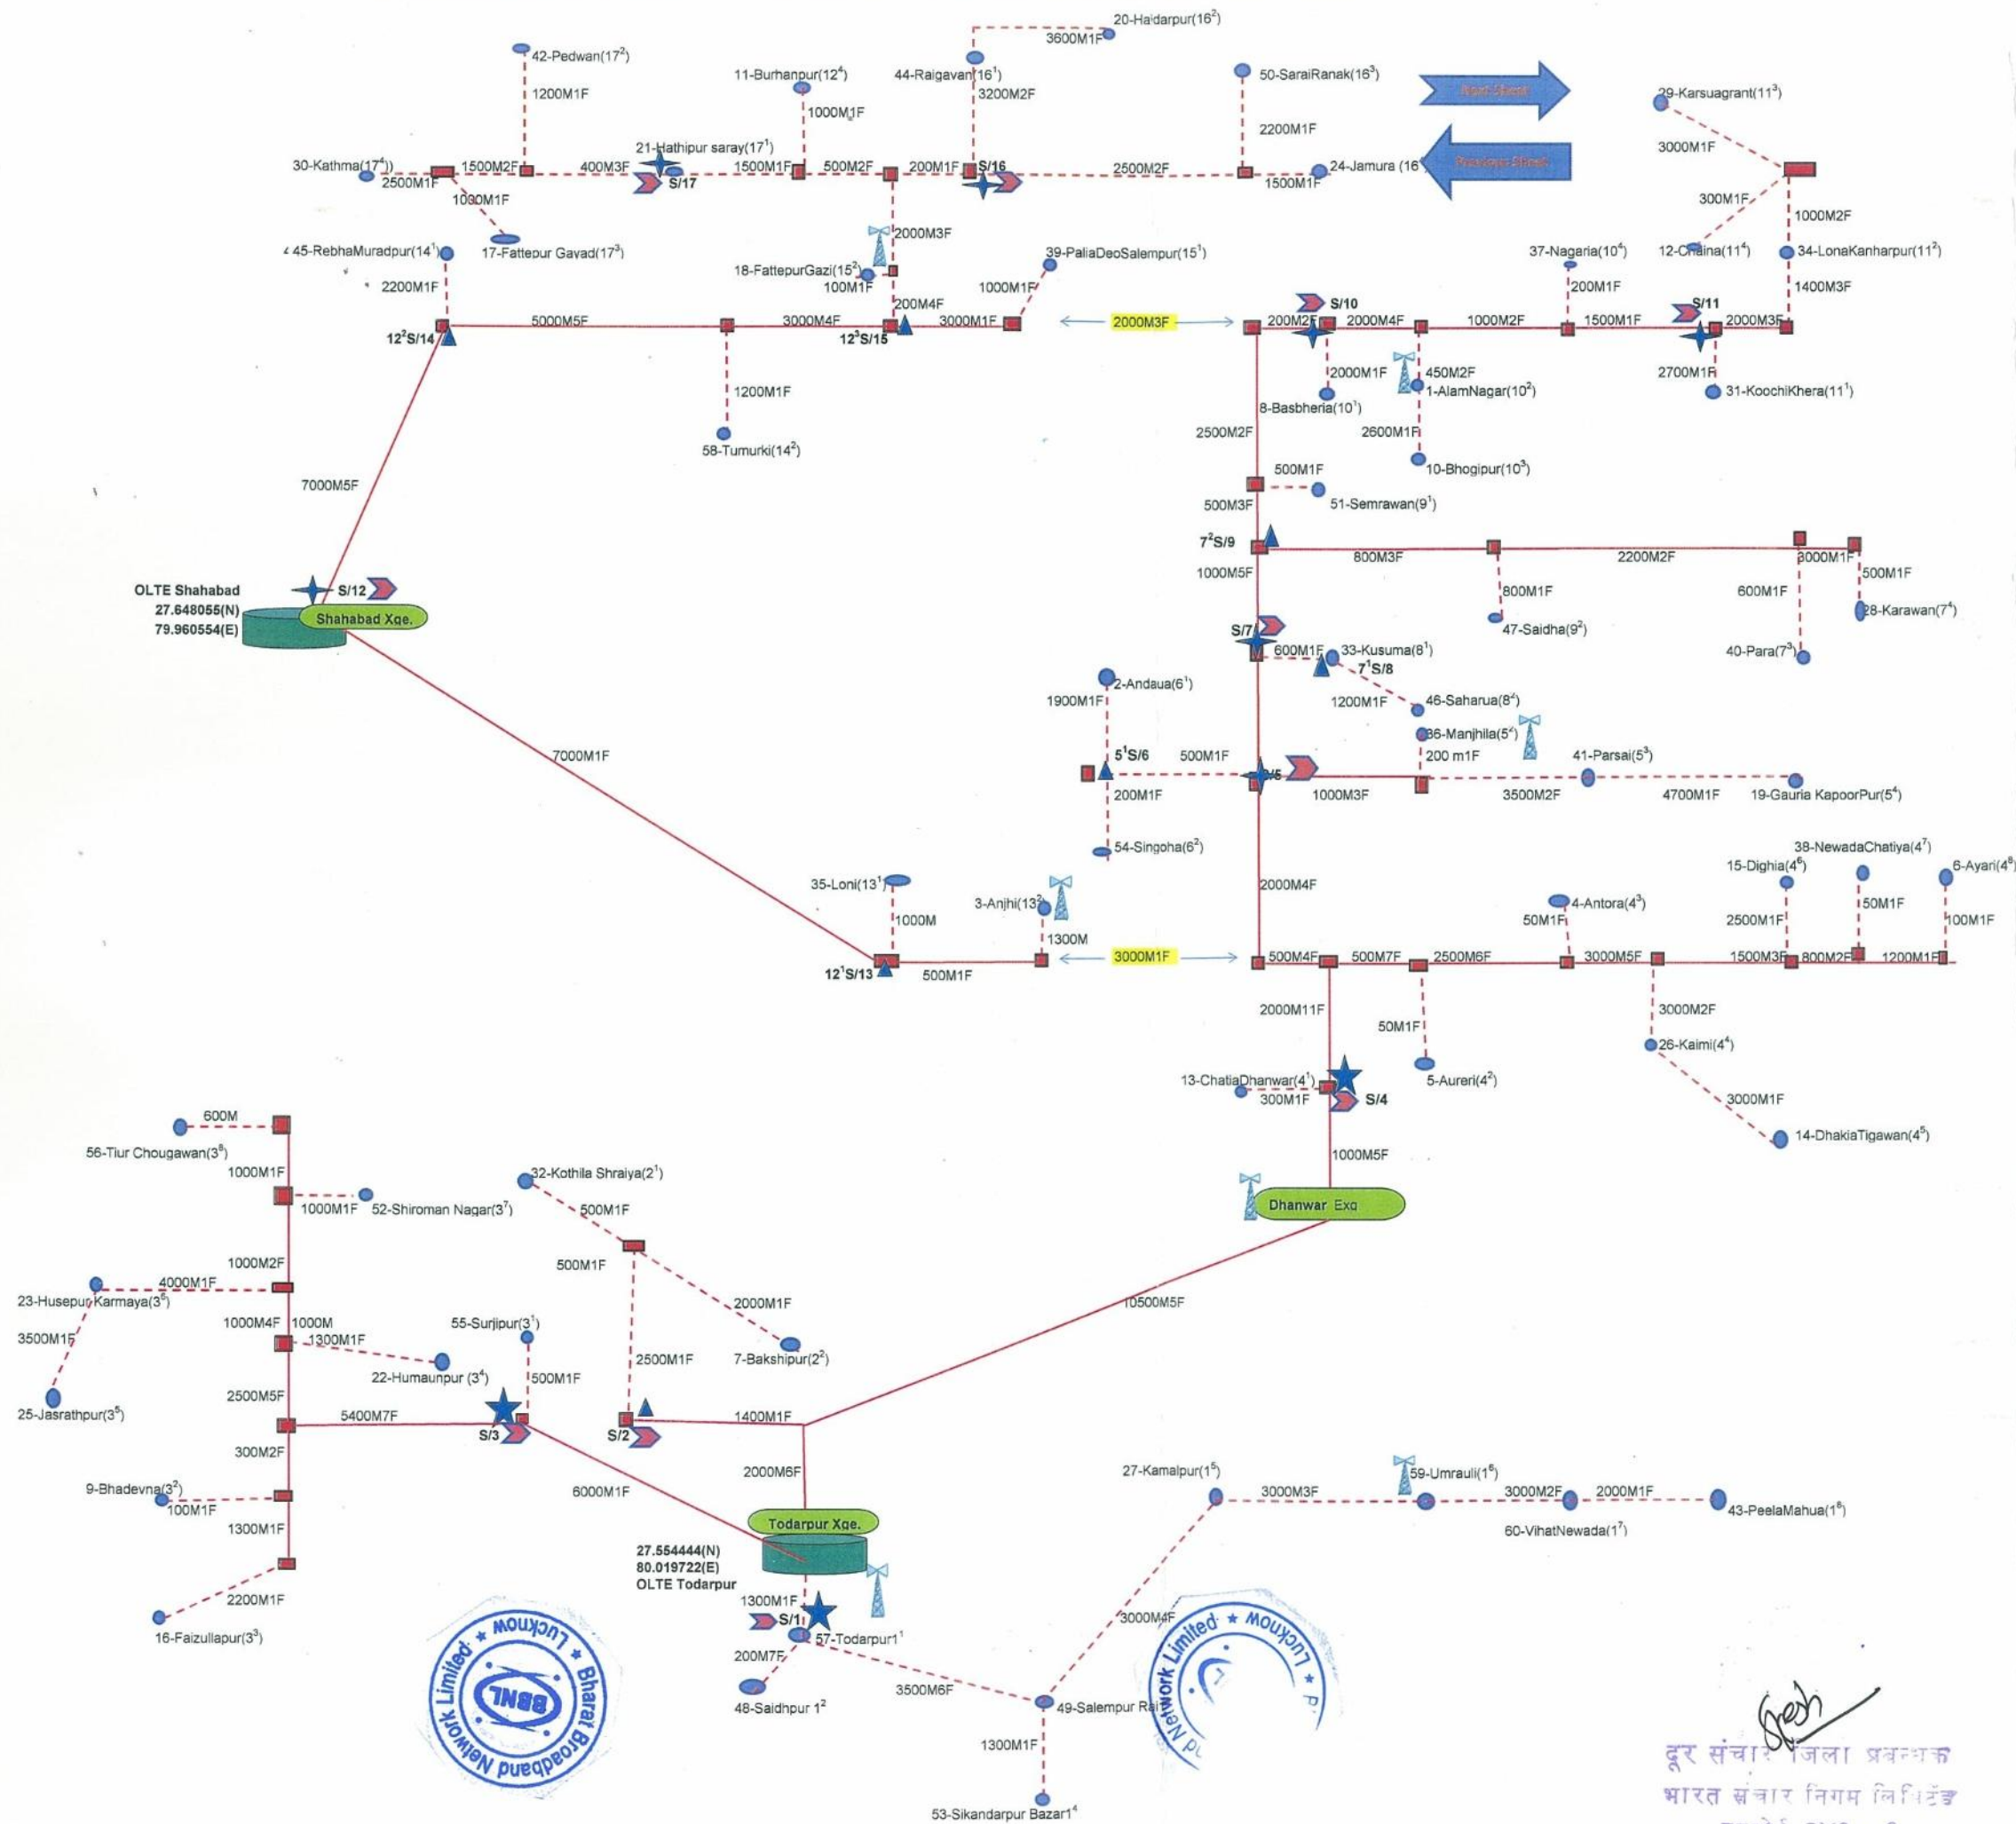 20-Haidarpur(16²)
3600M1F
42-Pedwan(17²)
11-Burhanpur(12⁴)
44-Raigavan(16¹)
50-SaraiRanak(16³)
Next Sheet
29-Karsuagrant(11³)
1200M1F
1000M1F
3200M2F
2200M1F
3000M1F
30-Kathma(17⁴))
1500M2F
400M3F
21-Hathipur saray(17¹)
1500M1F
500M2F
200M1F
S/16
2500M2F
24-Jamura (16
Previous Sheet
2500M1F
S/17
1500M1F
1000M1F
300M1F
1000M2F
45-RebhaMuradpur(14¹)
17-Fattepur Gayad(17³)
2000M3F
39-PaliaDeoSalempur(15¹)
37-Nagaria(10⁴)
12-Chaina(11⁴)
34-LonaKanharpur(11²)
18-FattepurGazi(15²)
2200M1F
100M1F
1000M1F
200M1F
1400M3F
200M4F
S/10
S/11
5000M5F
3000M4F
3000M1F
2000M3F
200M2F
2000M4F
1000M2F
1500M1F
2000M3F
12²S/14
12³S/15
2000M1F
450M2F
2700M1F
1200M1F
1-AlamNagar(10²)
31-KoochiKhera(11¹)
8-Basbheria(10¹)
2500M2F
2600M1F
58-Tumurki(14²)
10-Bhogipur(10³)
500M1F
7000M5F
500M3F
51-Semrawan(9¹)
7²S/9
800M3F
2200M2F
3000M1F
1000M5F
500M1F
OLTE Shahabad
S/12
800M1F
600M1F
27.648055(N)
28-Karawan(7⁴)
79.960554(E)
Shahabad Xge.
S/7
47-Saidha(9²)
600M1F
33-Kusuma(8¹)
40-Para(7³)
7¹S/8
2-Andaua(6¹)
1900M1F
1200M1F
46-Saharua(8²)
36-Manjhila(5²)
7000M1F
5¹S/6
500M1F
200 m1F
41-Parsai(5³)
S/5
200M1F
1000M3F
3500M2F
4700M1F
19-Gauria KapoorPur(5⁴)
54-Singoha(6²)
38-NewadaChatiya(4⁷)
15-Dighia(4⁶)
6-Ayari(4⁸
35-Loni(13¹)
2000M4F
3-Anjhi(13²)
4-Antora(4³)
50M1F
1000M
50M1F
2500M1F
100M1F
1300M
12¹S/13
500M1F
3000M1F
500M4F
500M7F
2500M6F
3000M5F
1500M3F
800M2F
1200M1F
2000M11F
3000M2F
50M1F
26-Kaimi(4⁴)
13-ChatiaDhanwar(4¹)
5-Aureri(4²)
300M1F
S/4
3000M1F
600M
14-DhakiaTigawan(4⁵)
56-Tiur Chougawan(3⁸)
1000M5F
1000M1F
32-Kothila Shraiya(2¹)
1000M1F
52-Shiroman Nagar(3⁷)
500M1F
Dhanwar Exg
1000M2F
500M1F
4000M1F
23-Husepur Karmaya(3⁶)
2000M1F
10500M5F
1000M4F
1000M
55-Surjipur(3¹)
3500M1F
1300M1F
2500M1F
7-Bakshipur(2²)
22-Humaunpur (3⁴)
500M1F
2500M5F
25-Jasrathpur(3⁵)
5400M7F
1400M1F
S/3
S/2
300M2F
2000M6F
27-Kamalpur(1⁵)
59-Umrauli(1⁶)
9-Bhadevna(3²)
6000M1F
3000M3F
3000M2F
2000M1F
100M1F
43-PeelaMahua(1⁸)
1300M1F
Todarpur Xge.
60-VihatNewada(1⁷)
27.554444(N)
80.019722(E)
OLTE Todarpur
2200M1F
1300M1F
16-Faizullapur(3³)
S/1
3000M4F
57-Todarpur1¹
200M7F
3500M6F
48-Saidhpur 1²
49-Salempur Rai
1300M1F
53-Sikandarpur Bazar1⁴
Bharat Broadband Network Limited
Lucknow
BBNL
Network Limited
Lucknow
दूर संचार जिला प्रबन्धक
भारत संचार निगम लिमिटेड